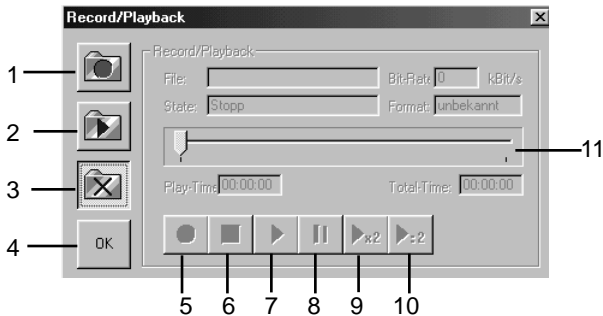 Record/Playback
Record/Playback
File:
Bit-Rate 0 kBit/s
State: Stopp
Format: unbekannt
Play-Time 00:00:00
Total-Time: 00:00:00
OK
x2
:2
1
2
3
4
5
6
7
8
9
10
11